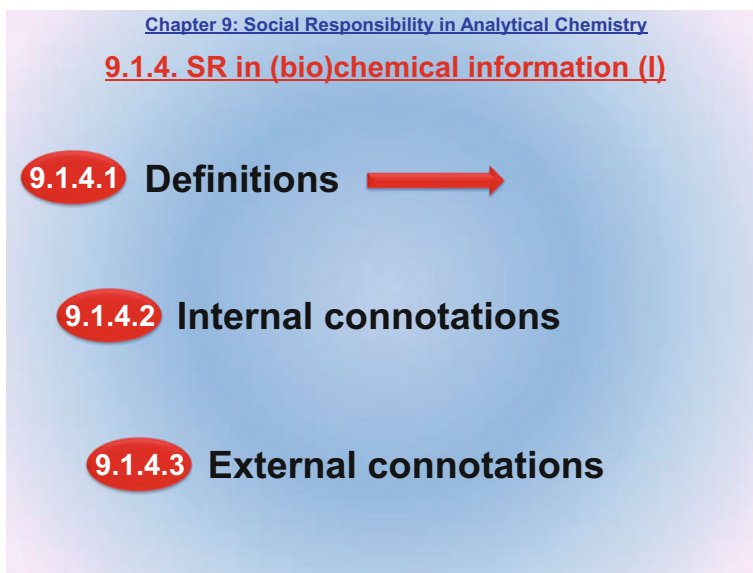 Chapter 9: Social Responsibility in Analytical Chemistry
9.1.4. SR in (bio)chemical information (I)
9.1.4.1 Definitions
9.1.4.2 Internal connotations
9.1.4.3 External connotations